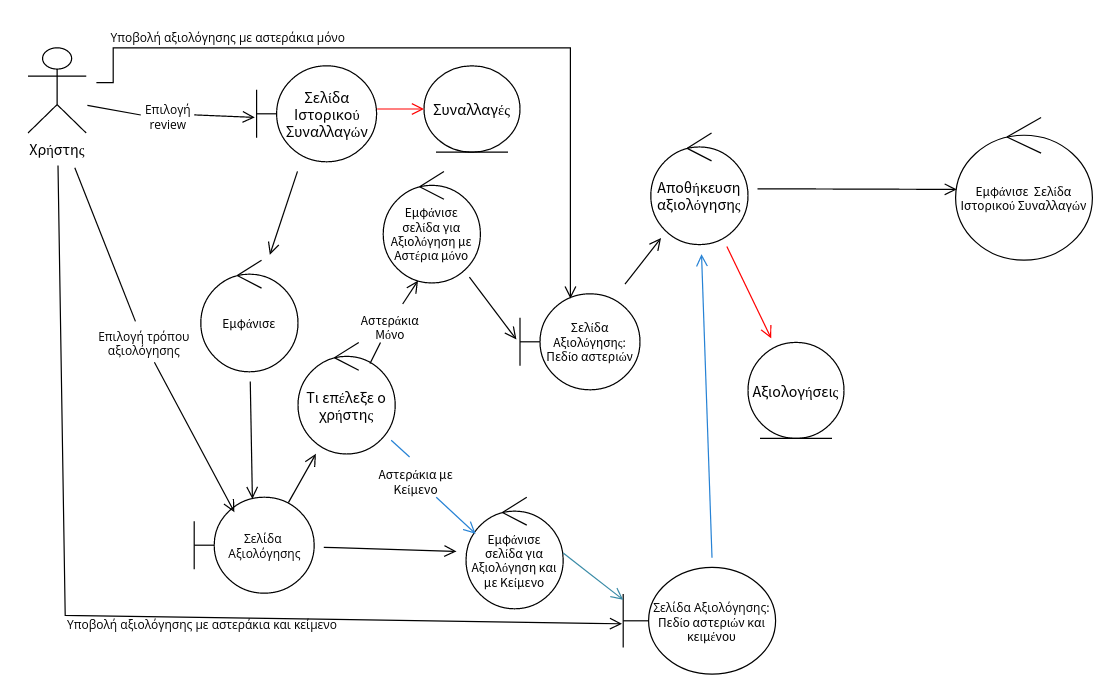 Υποβολή αξιολόγησης με αστεράκια μόνο
Χρήστης
Επιλογή
review
Σελίδα
Ιστορικού
Συναλλαγών
Συναλλαγές
Εμφάνισε
σελίδα για
Αξιολόγηση με
Αστέρια μόνο
Αποθήκευση
αξιολόγησης
Εμφάνισε Σελίδα
Ιστορικού Συναλλαγών
Εμφάνισε
Επιλογή τρόπου
αξιολόγησης
Αστεράκια
Μόνο
Σελίδα
Αξιολόγησης:
Πεδίο αστεριών
Τι επέλεξε ο
χρήστης
Αξιολογήσεις
Αστεράκια με
Κείμενο
Σελίδα
Αξιολόγησης
Εμφάνισε
σελίδα για
Αξιολόγηση και
με Κείμενο
Σελίδα Αξιολόγησης:
Πεδίο αστεριών και
κειμένου
Υποβολή αξιολόγησης με αστεράκια και κείμενο